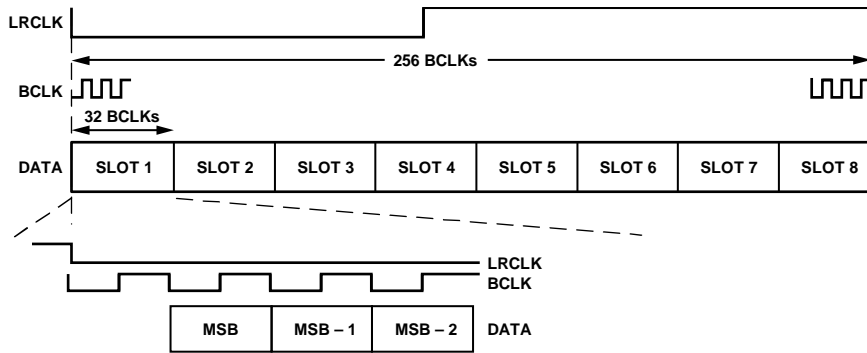 LRCLK
256 BCLKs
BCLK
32 BCLKs
DATA SLOT 1 SLOT 2 SLOT 3 SLOT 4 SLOT 5 SLOT 6 SLOT 7 SLOT 8
LRCLK
BCLK
MSB MSB – 1 MSB – 2 DATA